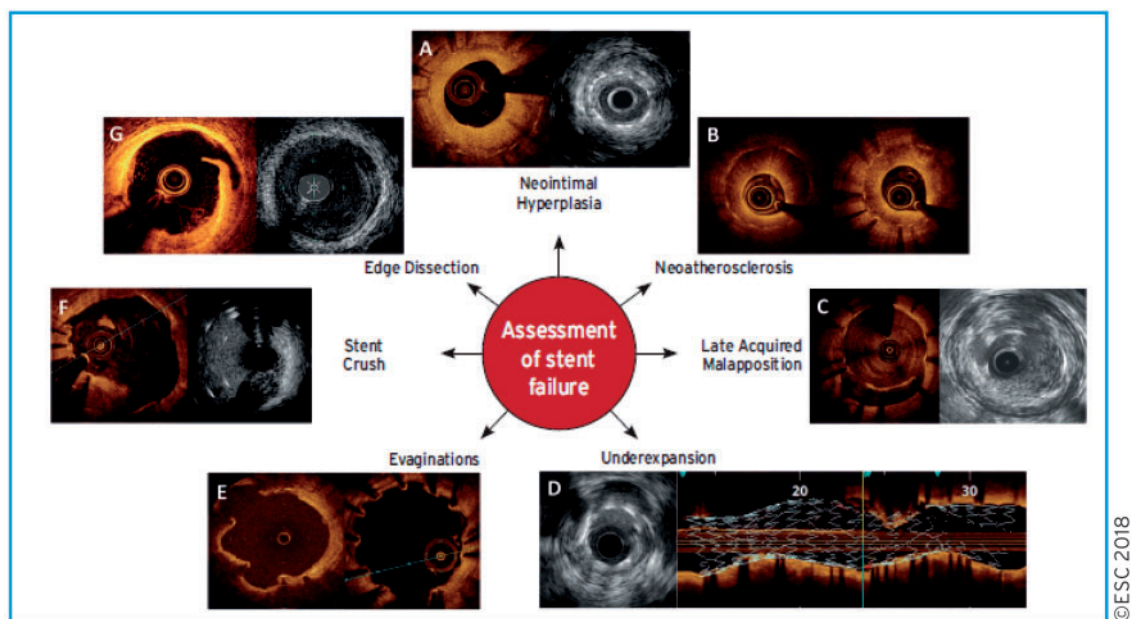 A
Neointimal
Hyperplasia
B
Neoatherosclerosis
C
Late Acquired
Malapposition
Underexpansion
D
20
30
Evaginations
E
Stent
Crush
F
Edge Dissection
G
Assessment
of stent
failure
©ESC 2018